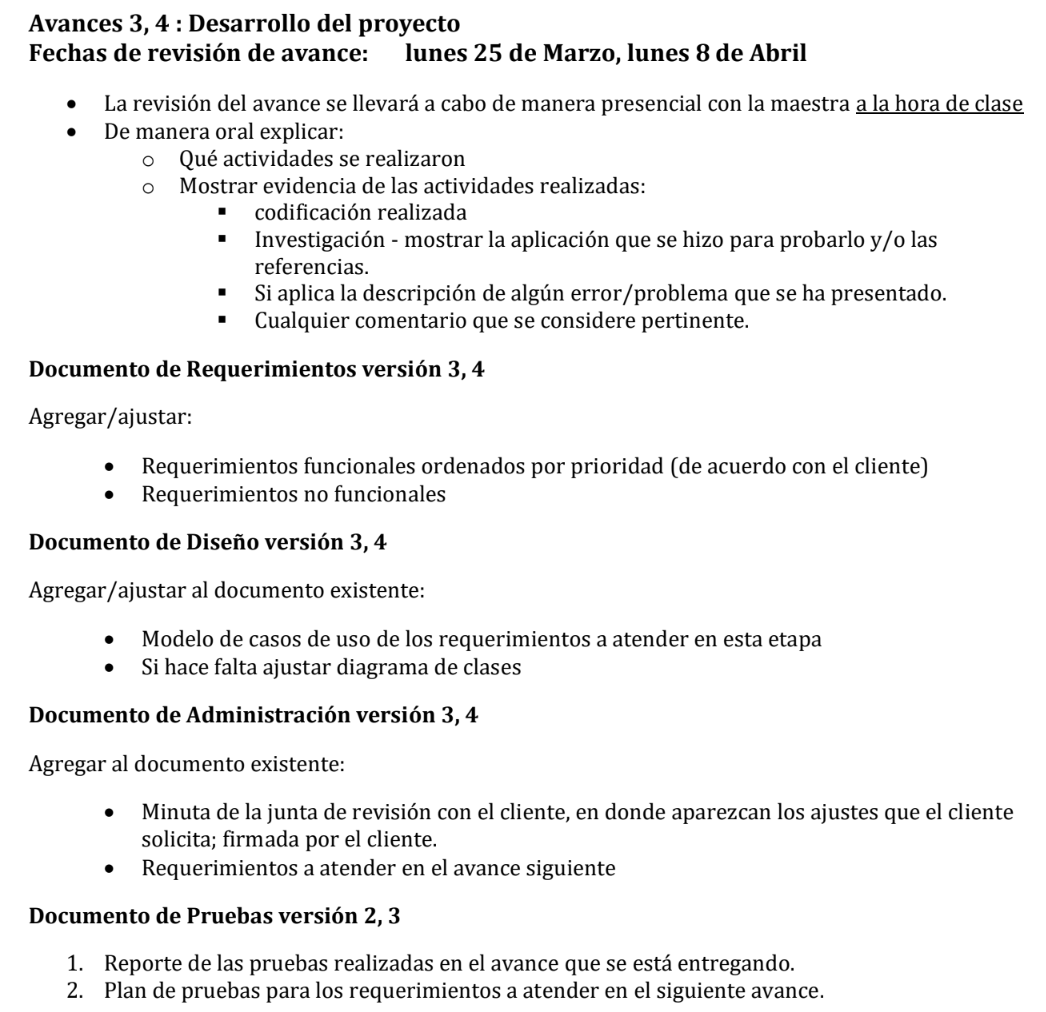 Avances 3, 4 : Desarrollo del proyecto
Fechas de revisión de avance: lunes 25 de Marzo, lunes 8 de Abril
• La revisión del avance se llevará a cabo de manera presencial con la maestra a la hora de clase
• De manera oral explicar:
o Qué actividades se realizaron
o Mostrar evidencia de las actividades realizadas:
▪ codificación realizada
▪ Investigación - mostrar la aplicación que se hizo para probarlo y/o las
referencias.
▪ Si aplica la descripción de algún error/problema que se ha presentado.
▪ Cualquier comentario que se considere pertinente.
Documento de Requerimientos versión 3, 4
Agregar/ajustar:
• Requerimientos funcionales ordenados por prioridad (de acuerdo con el cliente)
• Requerimientos no funcionales
Documento de Diseño versión 3, 4
Agregar/ajustar al documento existente:
• Modelo de casos de uso de los requerimientos a atender en esta etapa
• Si hace falta ajustar diagrama de clases
Documento de Administración versión 3, 4
Agregar al documento existente:
• Minuta de la junta de revisión con el cliente, en donde aparezcan los ajustes que el cliente
solicita; firmada por el cliente.
• Requerimientos a atender en el avance siguiente
Documento de Pruebas versión 2, 3
1. Reporte de las pruebas realizadas en el avance que se está entregando.
2. Plan de pruebas para los requerimientos a atender en el siguiente avance.